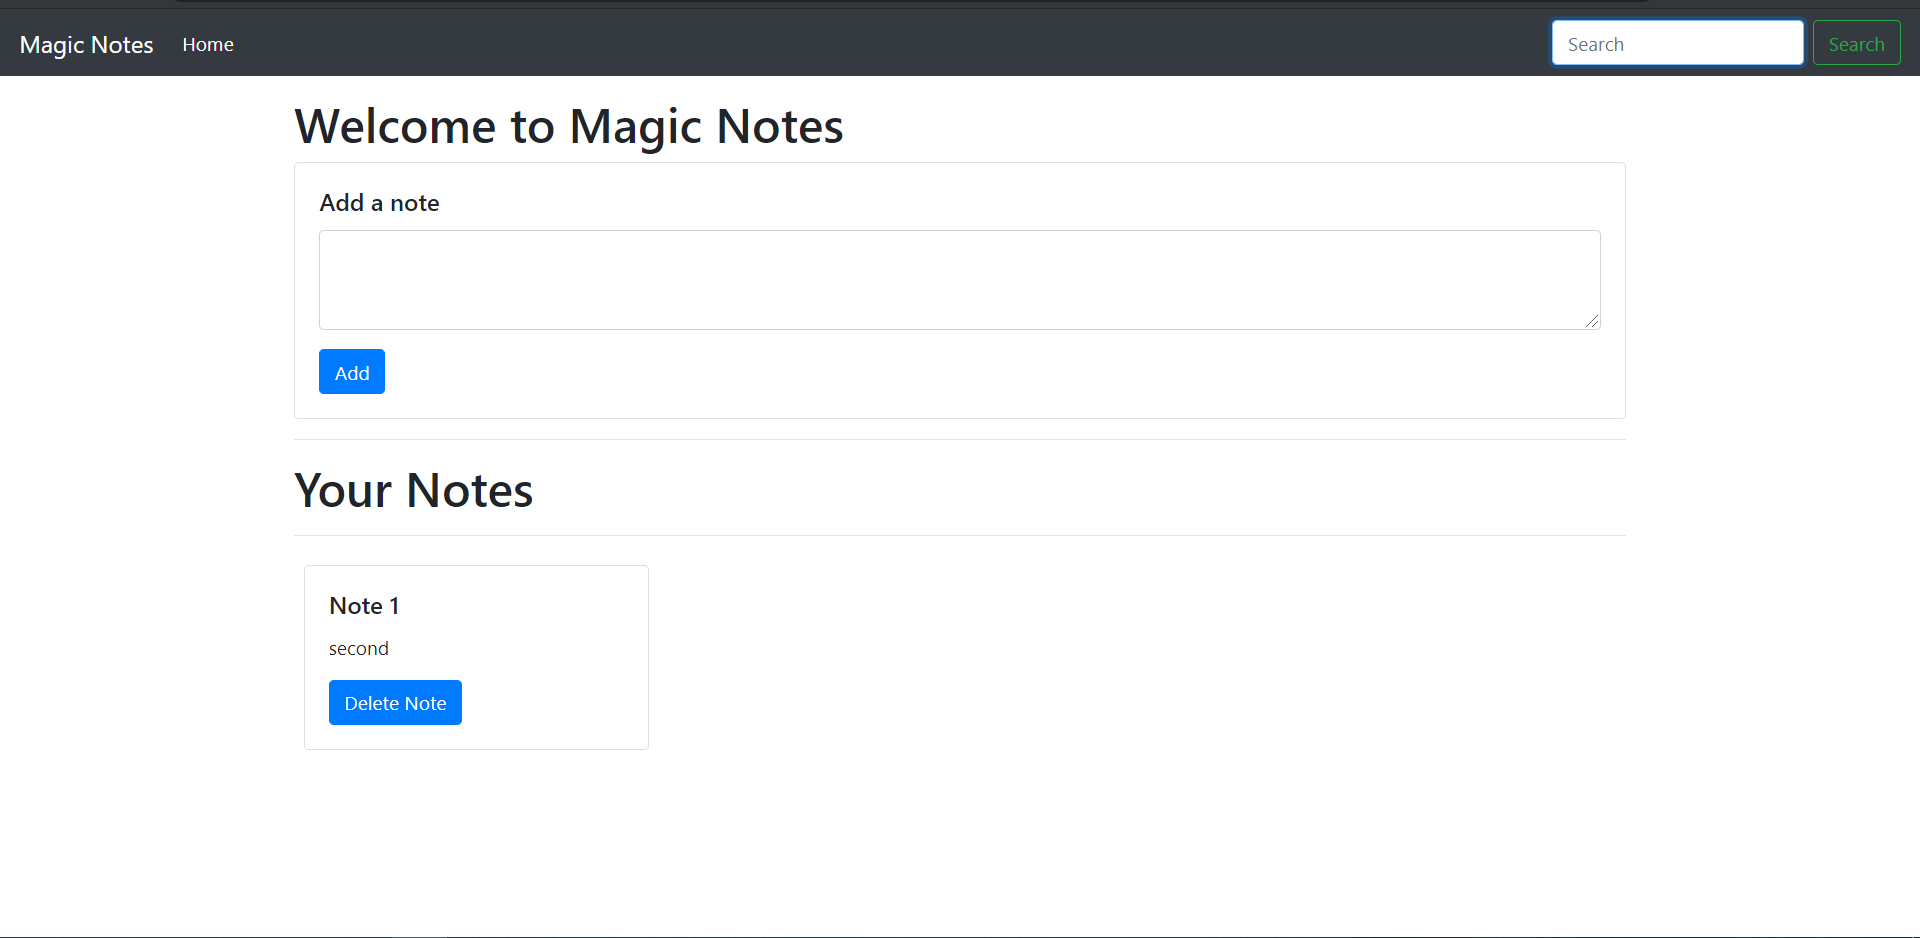 Magic Notes Home Search Search
Welcome to Magic Notes
Add a note
Add
Your Notes
Note 1
second
Delete Note